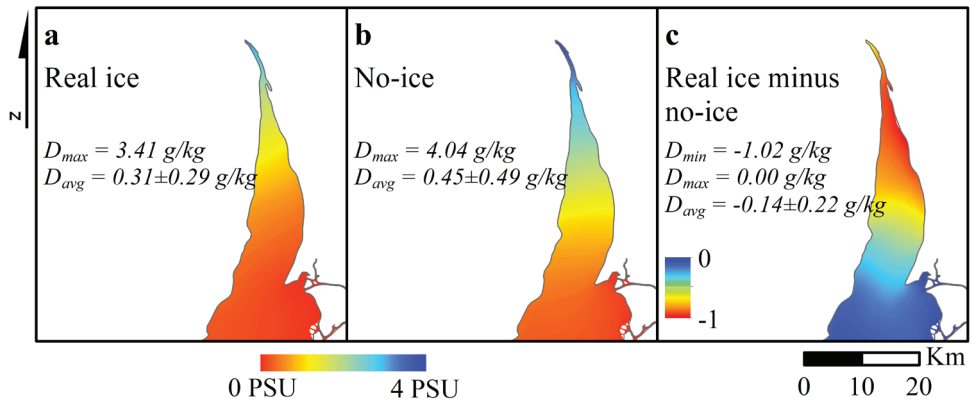 a
Real ice
D_max = 3.41 g/kg
D_avg = 0.31±0.29 g/kg
b
No-ice
D_max = 4.04 g/kg
D_avg = 0.45±0.49 g/kg
c
Real ice minus
no-ice
D_min = -1.02 g/kg
D_max = 0.00 g/kg
D_avg = -0.14±0.22 g/kg
0
-1
z
0 PSU 4 PSU
Km
0 10 20